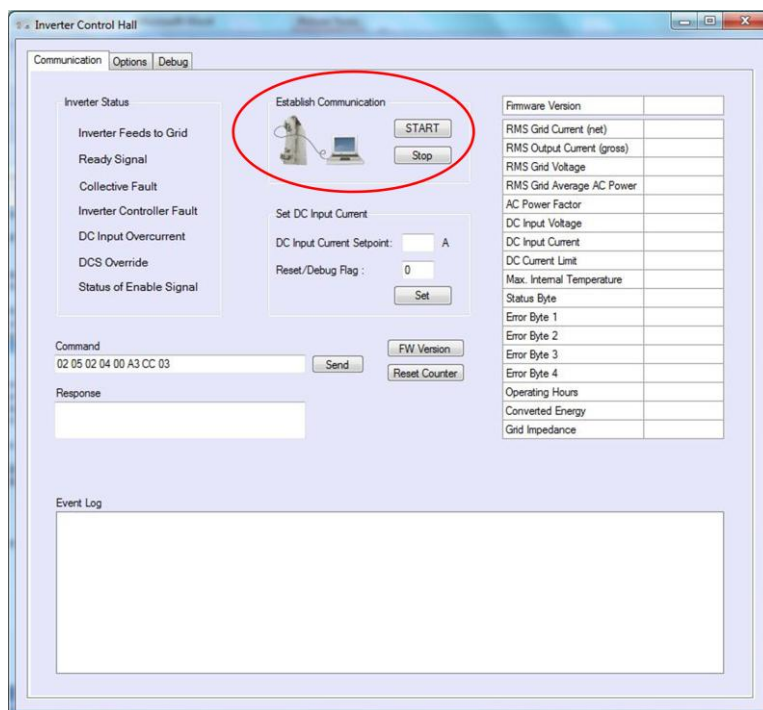 Inverter Control Hall
Communication Options Debug
Inverter Status
Inverter Feeds to Grid
Ready Signal
Collective Fault
Inverter Controller Fault
DC Input Overcurrent
DCS Override
Status of Enable Signal
Establish Communication
START
Stop
Set DC Input Current
DC Input Current Setpoint: A
Reset/Debug Flag : 0
Set
Firmware Version
RMS Grid Current (net)
RMS Output Current (gross)
RMS Grid Voltage
RMS Grid Average AC Power
AC Power Factor
DC Input Voltage
DC Input Current
DC Current Limit
Max. Internal Temperature
Status Byte
Error Byte 1
Error Byte 2
Error Byte 3
Error Byte 4
Operating Hours
Converted Energy
Grid Impedance
Command
02 05 02 04 00 A3 CC 03
Send
FW Version
Reset Counter
Response
Event Log